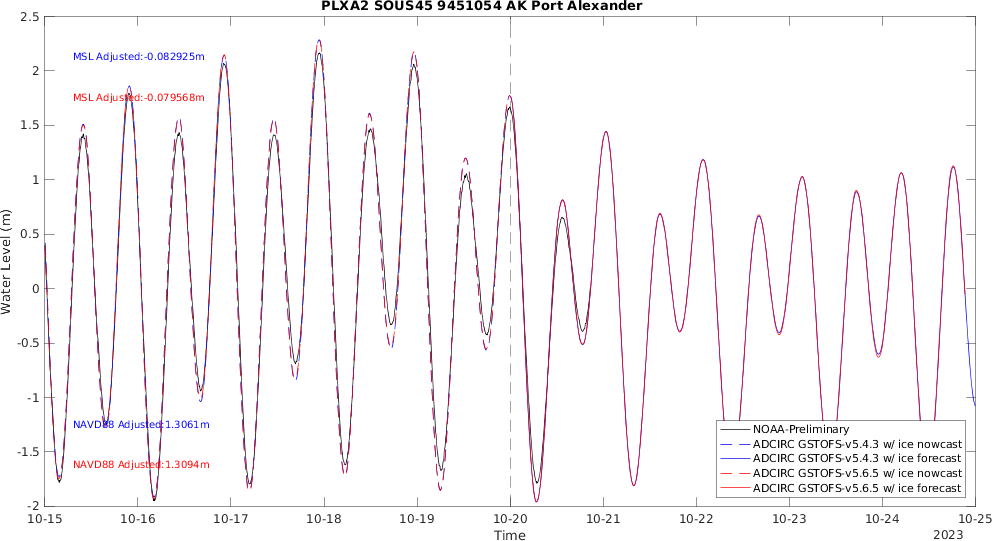 PLXA2 SOUS45 9451054 AK Port Alexander
2.5
2
1.5
1
0.5
0
-0.5
-1
-1.5
-2
Water Level (m)
MSL Adjusted:-0.082925m
MSL Adjusted:-0.079568m
NAVD88 Adjusted:1.3061m
NAVD88 Adjusted:1.3094m
NOAA-Preliminary
ADCIRC GSTOFS-v5.4.3 w/ ice nowcast
ADCIRC GSTOFS-v5.4.3 w/ ice forecast
ADCIRC GSTOFS-v5.6.5 w/ ice nowcast
ADCIRC GSTOFS-v5.6.5 w/ ice forecast
10-15 10-16 10-17 10-18 10-19 10-20 10-21 10-22 10-23 10-24 10-25
Time
2023